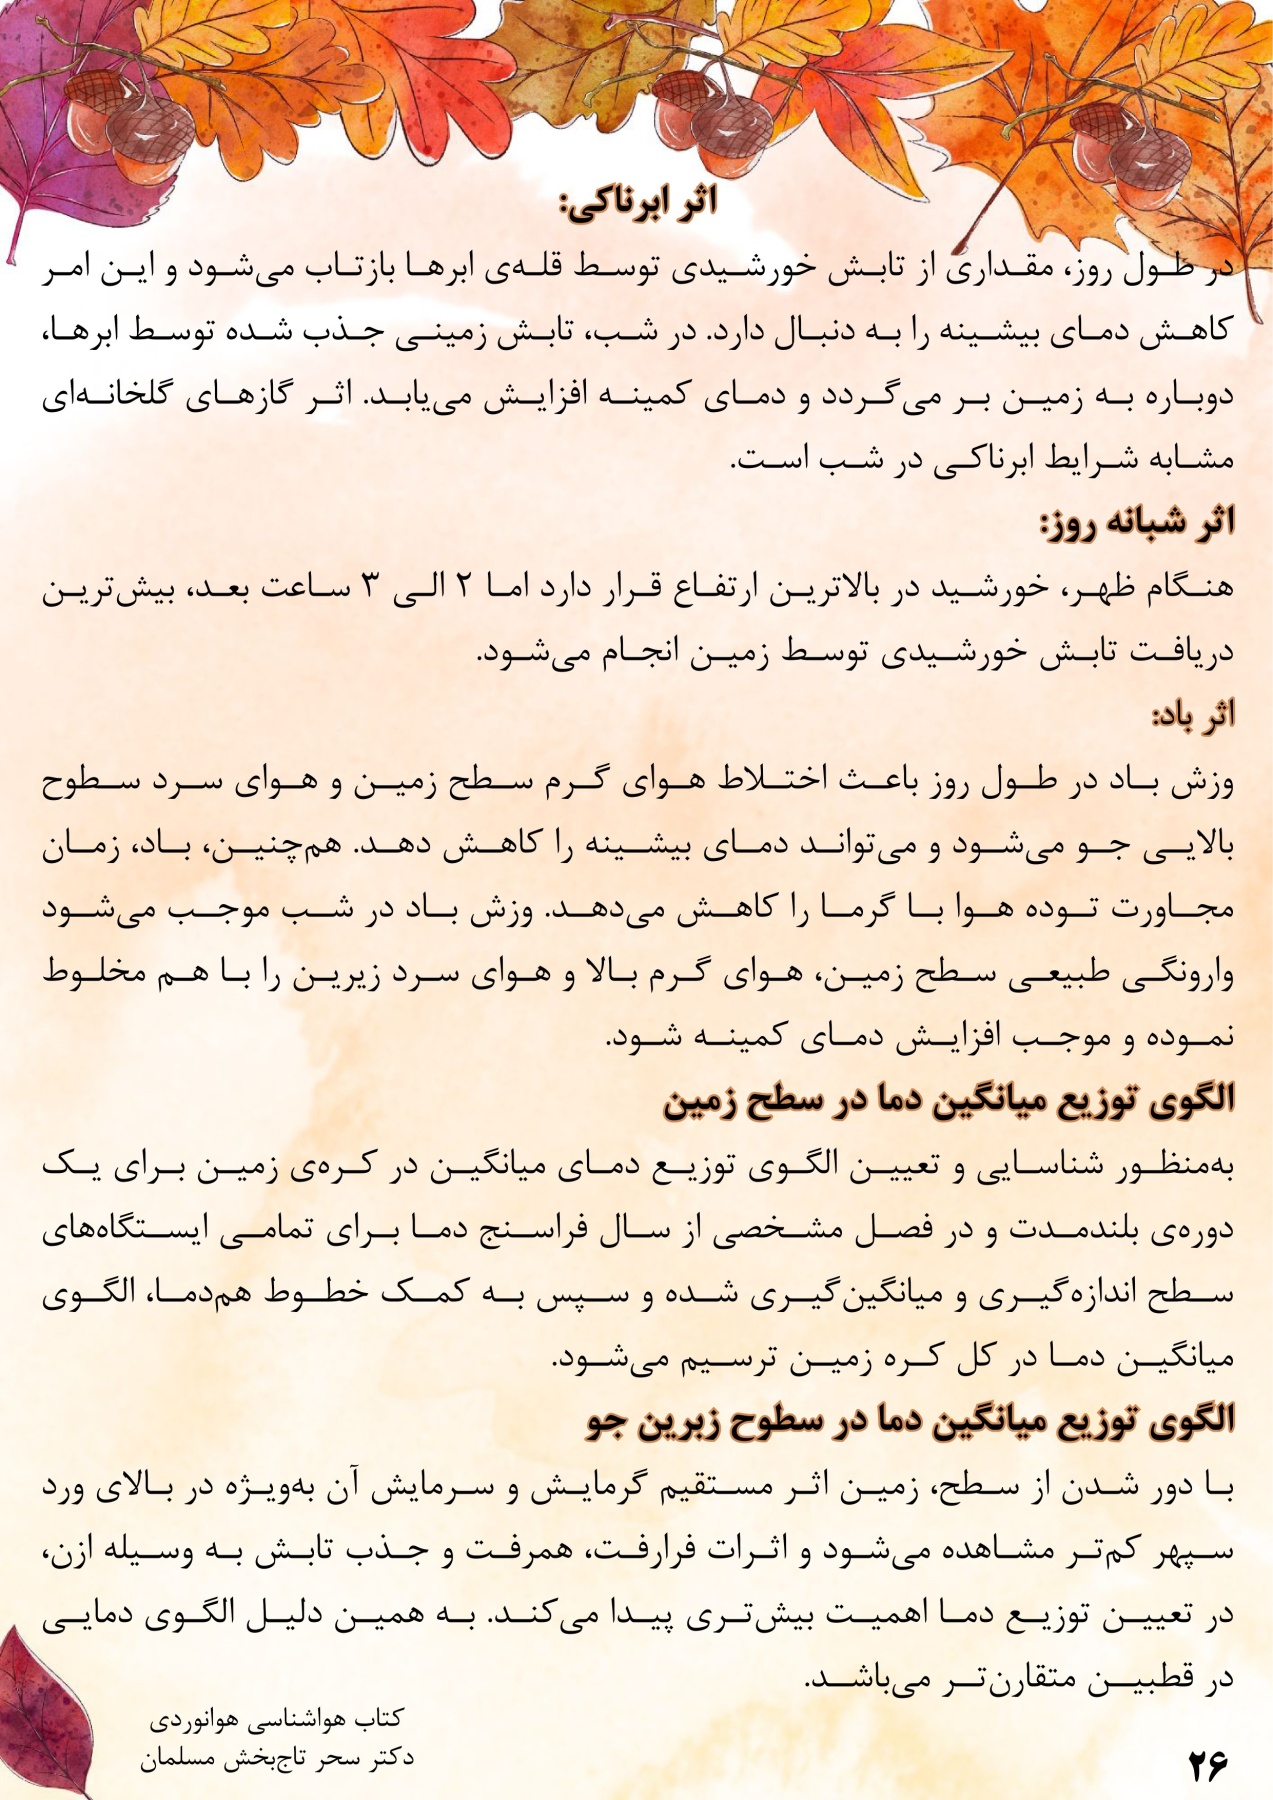 اثر ابرناکی:
در طول روز، مقداری از تابش خورشیدی توسط قله‌ی ابرها بازتاب می‌شود و این امر
کاهش دمای بیشینه را به دنبال دارد. در شب، تابش زمینی جذب شده توسط ابرها،
دوباره به زمین بر می‌گردد و دمای کمینه افزایش می‌یابد. اثر گازهای گلخانه‌ای
مشابه شرایط ابرناکی در شب است.
اثر شبانه روز:
هنگام ظهر، خورشید در بالاترین ارتفاع قرار دارد اما ۲ الی ۳ ساعت بعد، بیش‌ترین
دریافت تابش خورشیدی توسط زمین انجام می‌شود.
اثر باد:
وزش باد در طول روز باعث اختلاط هوای گرم سطح زمین و هوای سرد سطوح
بالایی جو می‌شود و می‌تواند دمای بیشینه را کاهش دهد. هم‌چنین، باد، زمان
مجاورت توده هوا با گرما را کاهش می‌دهد. وزش باد در شب موجب می‌شود
وارونگی طبیعی سطح زمین، هوای گرم بالا و هوای سرد زیرین را با هم مخلوط
نموده و موجب افزایش دمای کمینه شود.
الگوی توزیع میانگین دما در سطح زمین
به‌منظور شناسایی و تعیین الگوی توزیع دمای میانگین در کره‌ی زمین برای یک
دوره‌ی بلندمدت و در فصل مشخصی از سال فراسنج دما برای تمامی ایستگاه‌های
سطح اندازه‌گیری و میانگین‌گیری شده و سپس به کمک خطوط هم‌دما، الگوی
میانگین دما در کل کره زمین ترسیم می‌شود.
الگوی توزیع میانگین دما در سطوح زبرین جو
با دور شدن از سطح، زمین اثر مستقیم گرمایش و سرمایش آن به‌ویژه در بالای ورد
سپهر کم‌تر مشاهده می‌شود و اثرات فرارفت، همرفت و جذب تابش به وسیله ازن،
در تعیین توزیع دما اهمیت بیش‌تری پیدا می‌کند. به همین دلیل الگوی دمایی
در قطبین متقارن‌تر می‌باشد.
کتاب هواشناسی هوانوردی
دکتر سحر تاج‌بخش مسلمان
۲۶